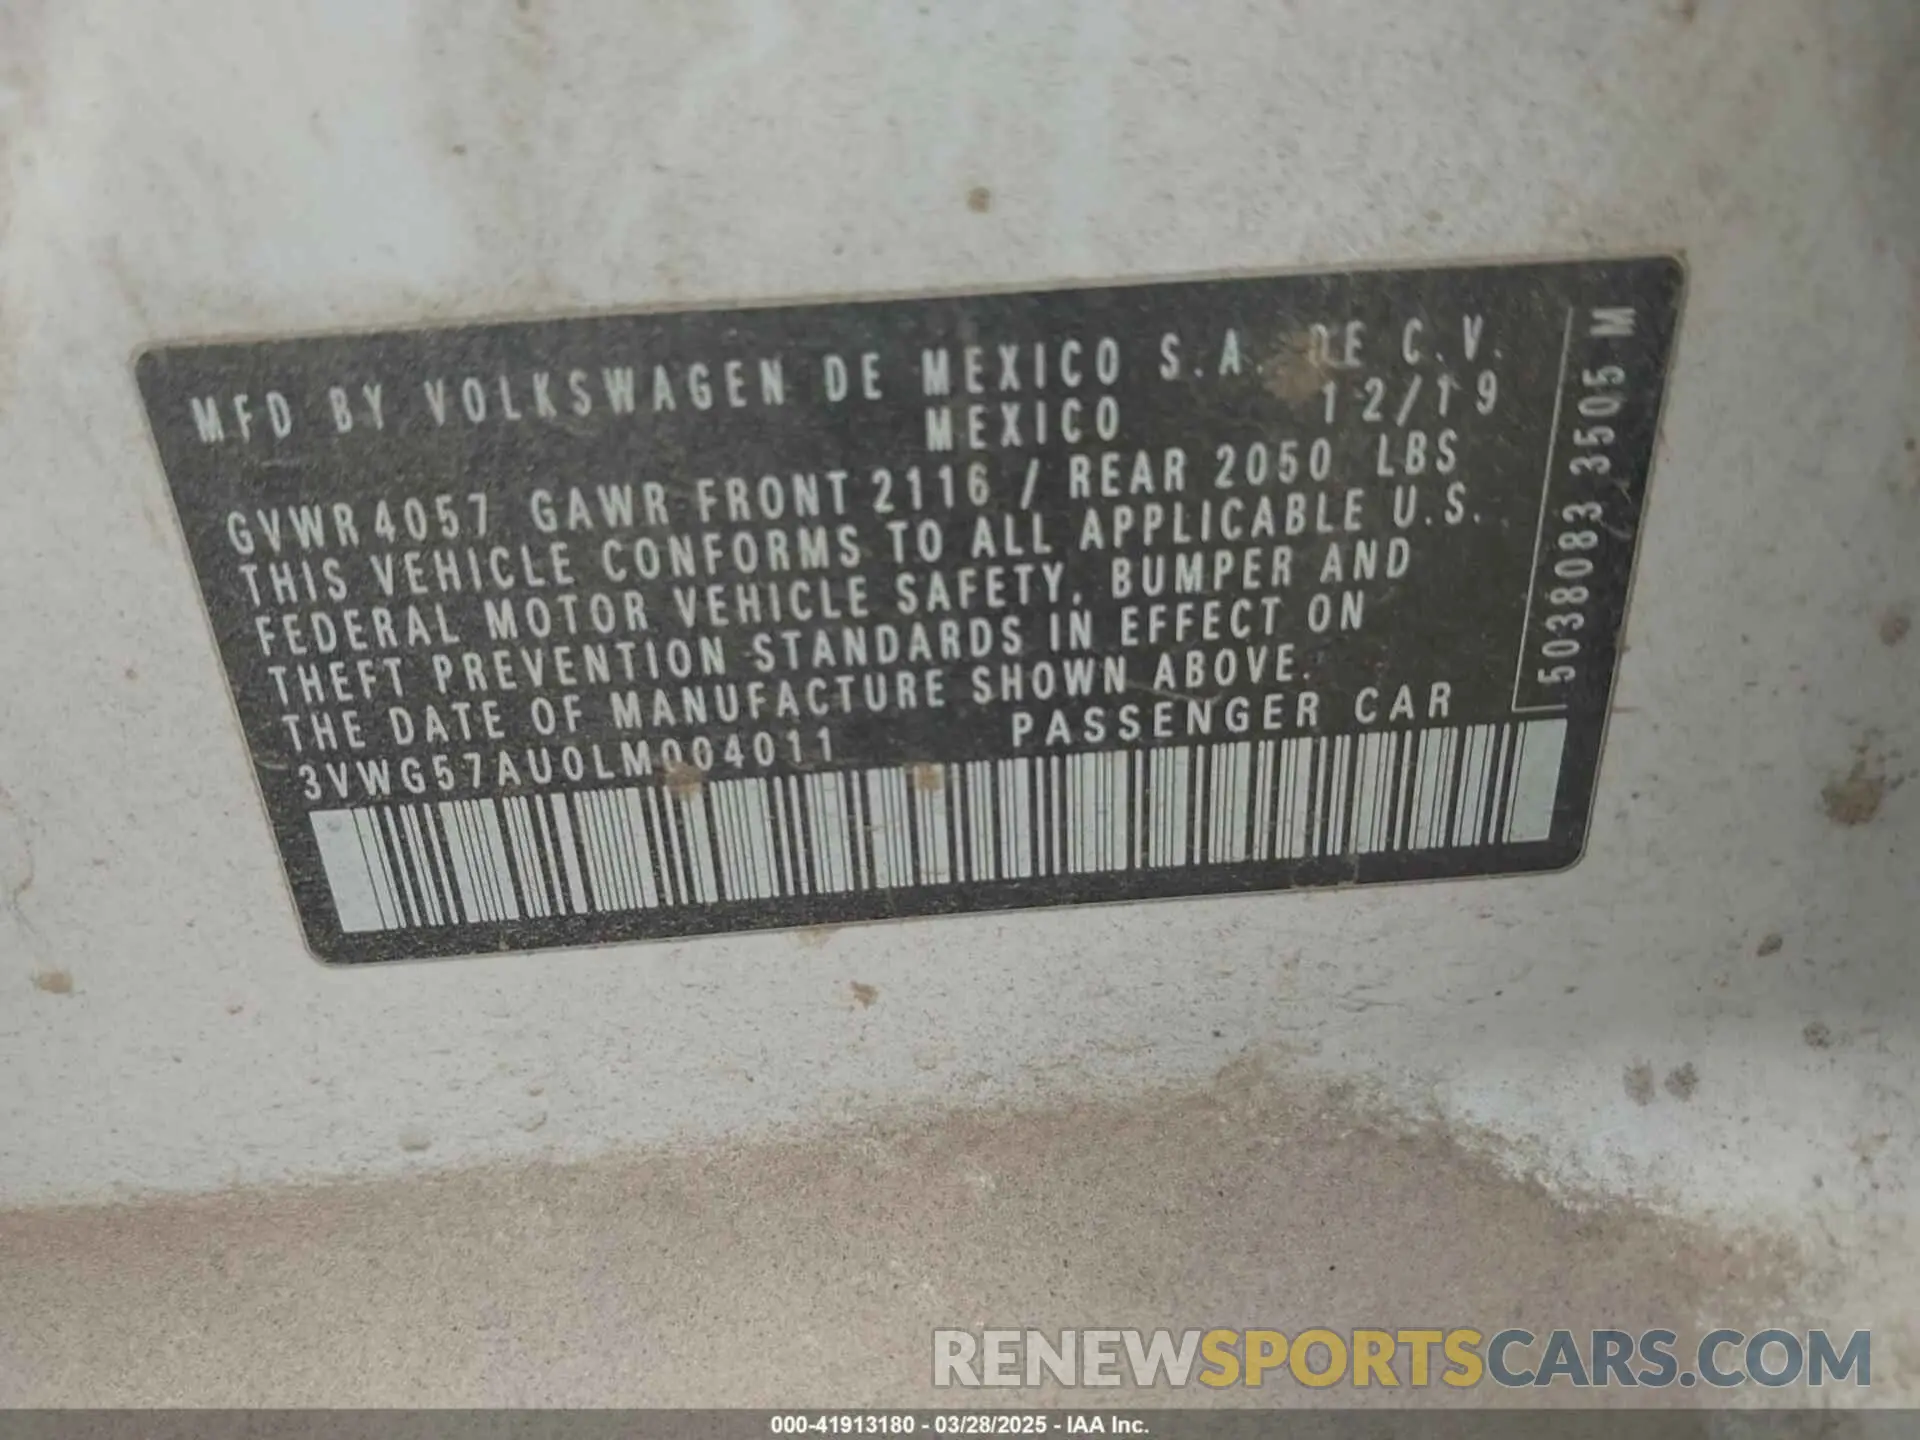 MFD BY VOLKSWAGEN DE MEXICO S.A. DE C.V.
MEXICO 12/19
GVWR 4057 GAWR FRONT 2116 / REAR 2050 LBS
THIS VEHICLE CONFORMS TO ALL APPLICABLE U.S.
FEDERAL MOTOR VEHICLE SAFETY, BUMPER AND
THEFT PREVENTION STANDARDS IN EFFECT ON
THE DATE OF MANUFACTURE SHOWN ABOVE.
3VWG57AU0LM004011 PASSENGER CAR
5038083 3505 M
RENEWSPORTSCARS.COM
000-41913180 - 03/28/2025 - IAA Inc.